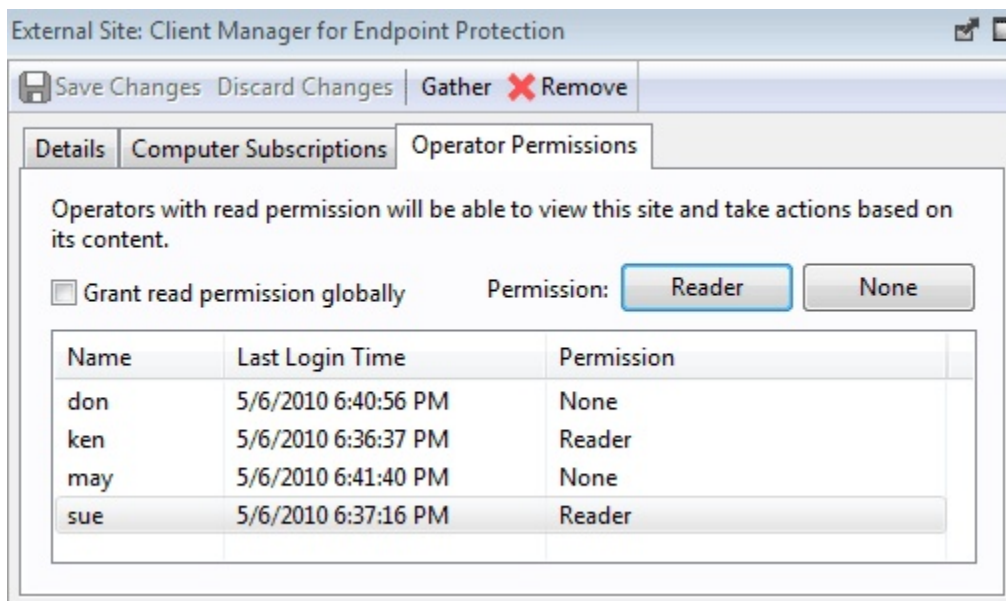 External Site: Client Manager for Endpoint Protection
Save Changes Discard Changes Gather Remove
Details Computer Subscriptions Operator Permissions
Operators with read permission will be able to view this site and take actions based on
its content.
Grant read permission globally Permission: Reader None
Name Last Login Time Permission
don 5/6/2010 6:40:56 PM None
ken 5/6/2010 6:36:37 PM Reader
may 5/6/2010 6:41:40 PM None
sue 5/6/2010 6:37:16 PM Reader